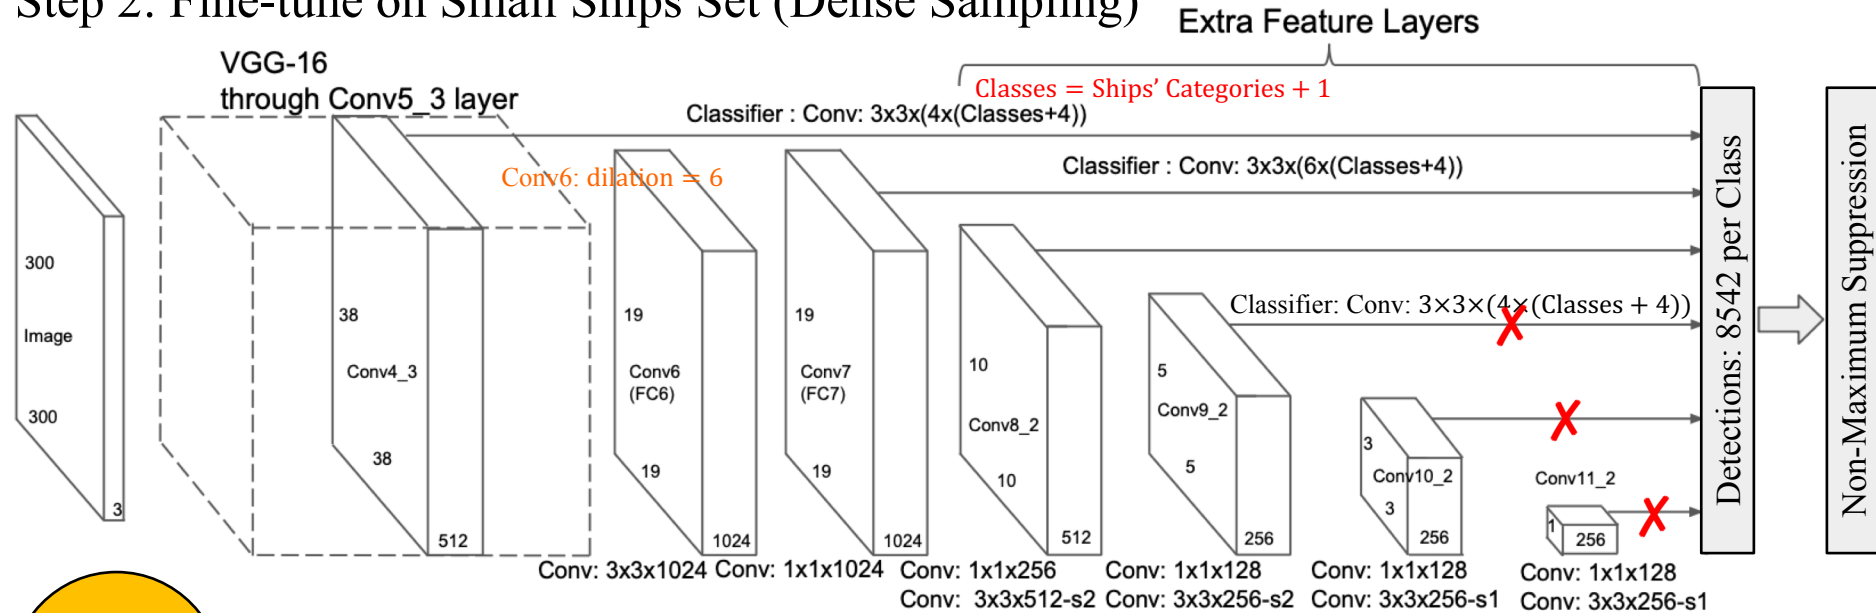 Step 2: Fine-tune on Small Ships Set (Dense Sampling)
Extra Feature Layers
VGG-16
through Conv5_3 layer
Classes = Ships' Categories + 1
Classifier : Conv: 3x3x(4x(Classes+4))
Conv6: dilation = 6
Classifier : Conv: 3x3x(6x(Classes+4))
Classifier: Conv: 3×3×(4×(Classes + 4))
300
Image
300
3
38
Conv4_3
38
512
19
Conv6
(FC6)
19
1024
19
Conv7
(FC7)
19
1024
10
Conv8_2
10
512
5
Conv9_2
5
256
3
Conv10_2
3
256
Conv11_2
1
256
Detections: 8542 per Class
Non-Maximum Suppression
Conv: 3x3x1024
Conv: 1x1x1024
Conv: 1x1x256
Conv: 3x3x512-s2
Conv: 1x1x128
Conv: 3x3x256-s2
Conv: 1x1x128
Conv: 3x3x256-s1
Conv: 1x1x128
Conv: 3x3x256-s1